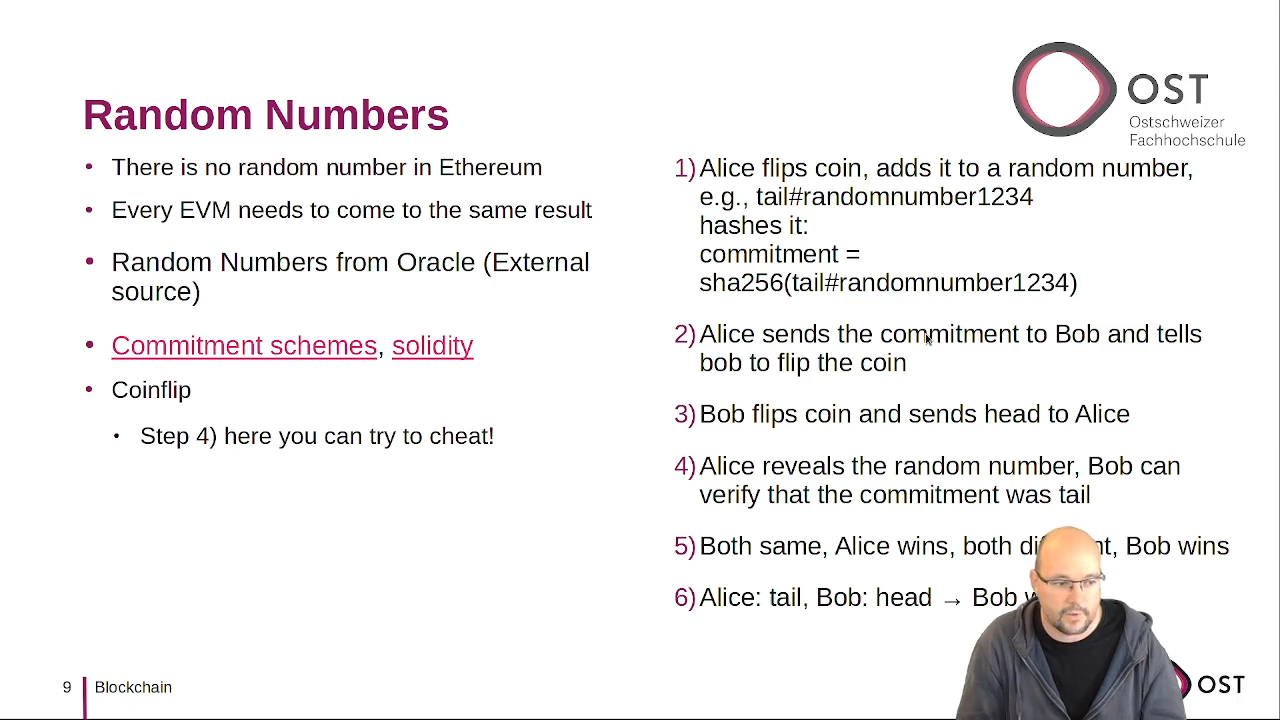 OST
Ostschweizer
Fachhochschule
Random Numbers
• There is no random number in Ethereum
• Every EVM needs to come to the same result
• Random Numbers from Oracle (External
source)
• Commitment schemes, solidity
• Coinflip
• Step 4) here you can try to cheat!
1) Alice flips coin, adds it to a random number,
e.g., tail#randomnumber1234
hashes it:
commitment =
sha256(tail#randomnumber1234)
2) Alice sends the commitment to Bob and tells
bob to flip the coin
3) Bob flips coin and sends head to Alice
4) Alice reveals the random number, Bob can
verify that the commitment was tail
5) Both same, Alice wins, both Bob wins
6) Alice: tail, Bob: head → Bob
9 Blockchain
OST